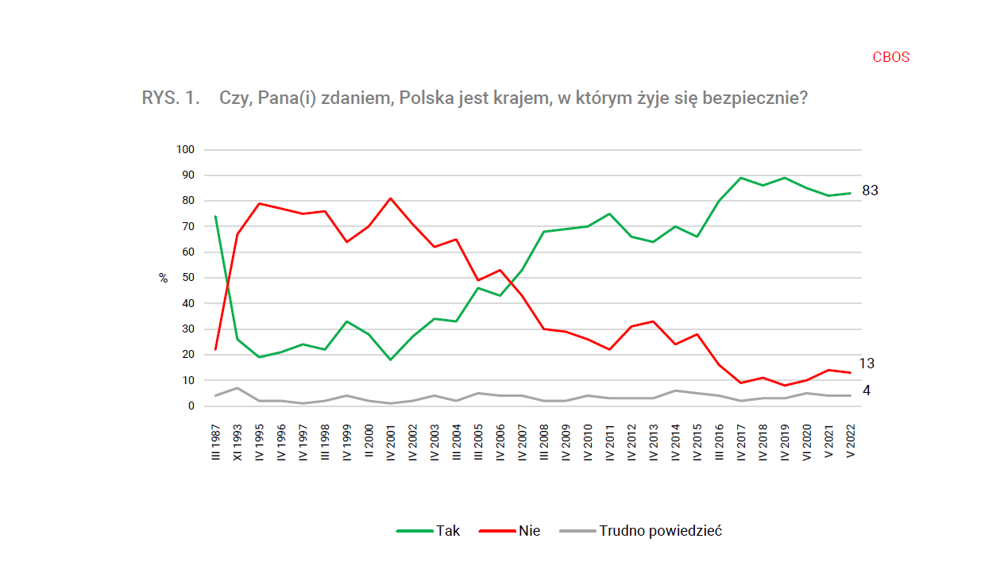 CBOS
RYS. 1. Czy, Pana(i) zdaniem, Polska jest krajem, w którym żyje się bezpiecznie?
100
90
80
70
60
50
40
30
20
10
0
%
83
13
4
III 1987
XI 1993
IV 1995
IV 1996
IV 1997
III 1998
IV 1999
II 2000
IV 2001
IV 2002
IV 2003
III 2004
III 2005
IV 2006
IV 2007
III 2008
IV 2009
IV 2010
IV 2011
IV 2012
IV 2013
IV 2014
IV 2015
III 2016
IV 2017
IV 2018
IV 2019
VI 2020
V 2021
V 2022
Tak Nie Trudno powiedzieć